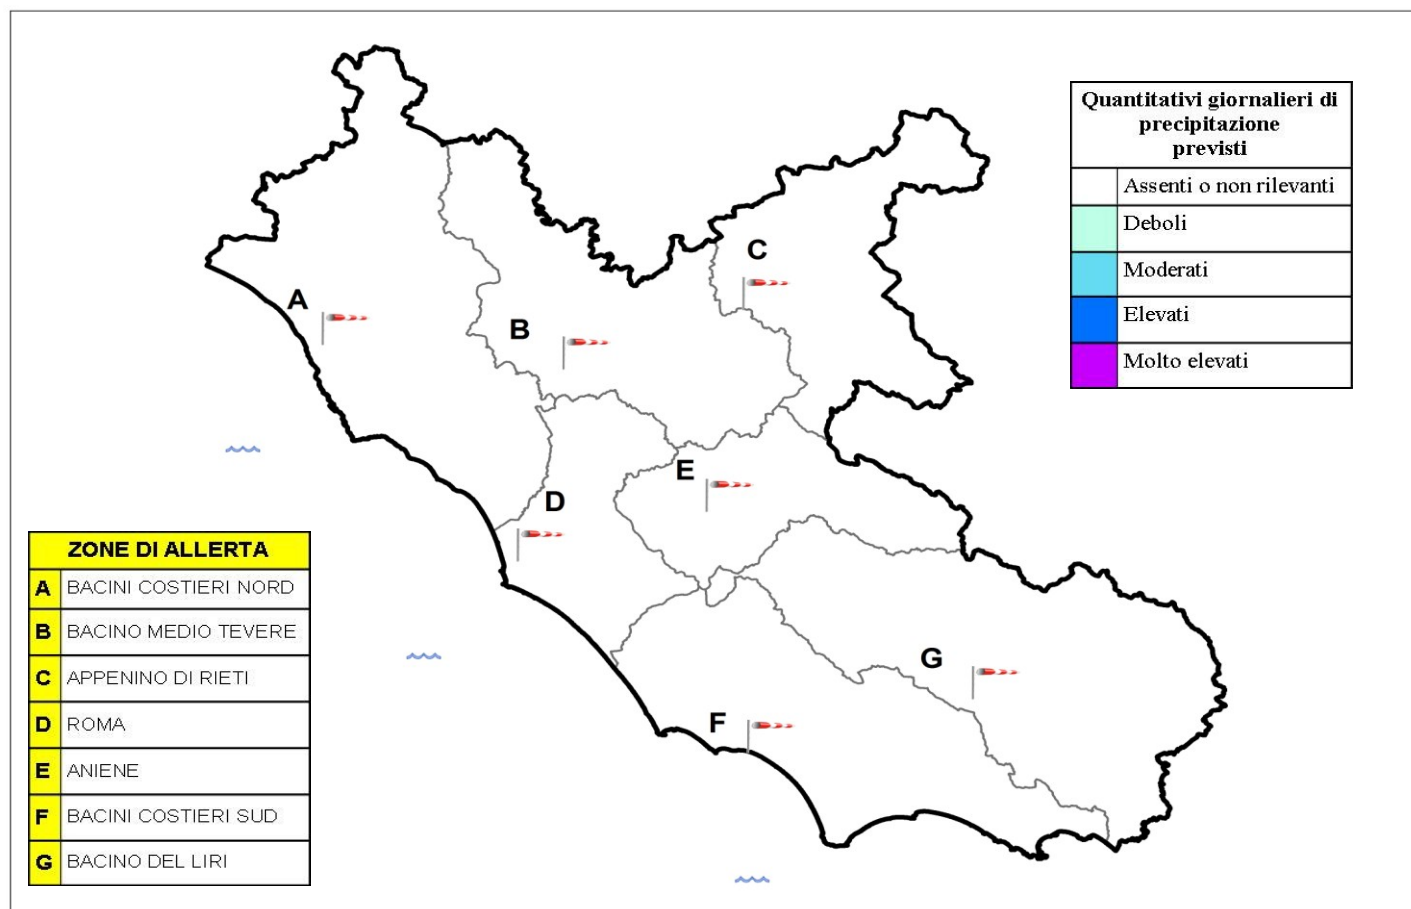 Quantitativi giornalieri di
precipitazione
previsti
Assenti o non rilevanti
Deboli
Moderati
Elevati
Molto elevati
C
A
B
E
D
G
F
ZONE DI ALLERTA
A BACINI COSTIERI NORD
B BACINO MEDIO TEVERE
C APPENINO DI RIETI
D ROMA
E ANIENE
F BACINI COSTIERI SUD
G BACINO DEL LIRI